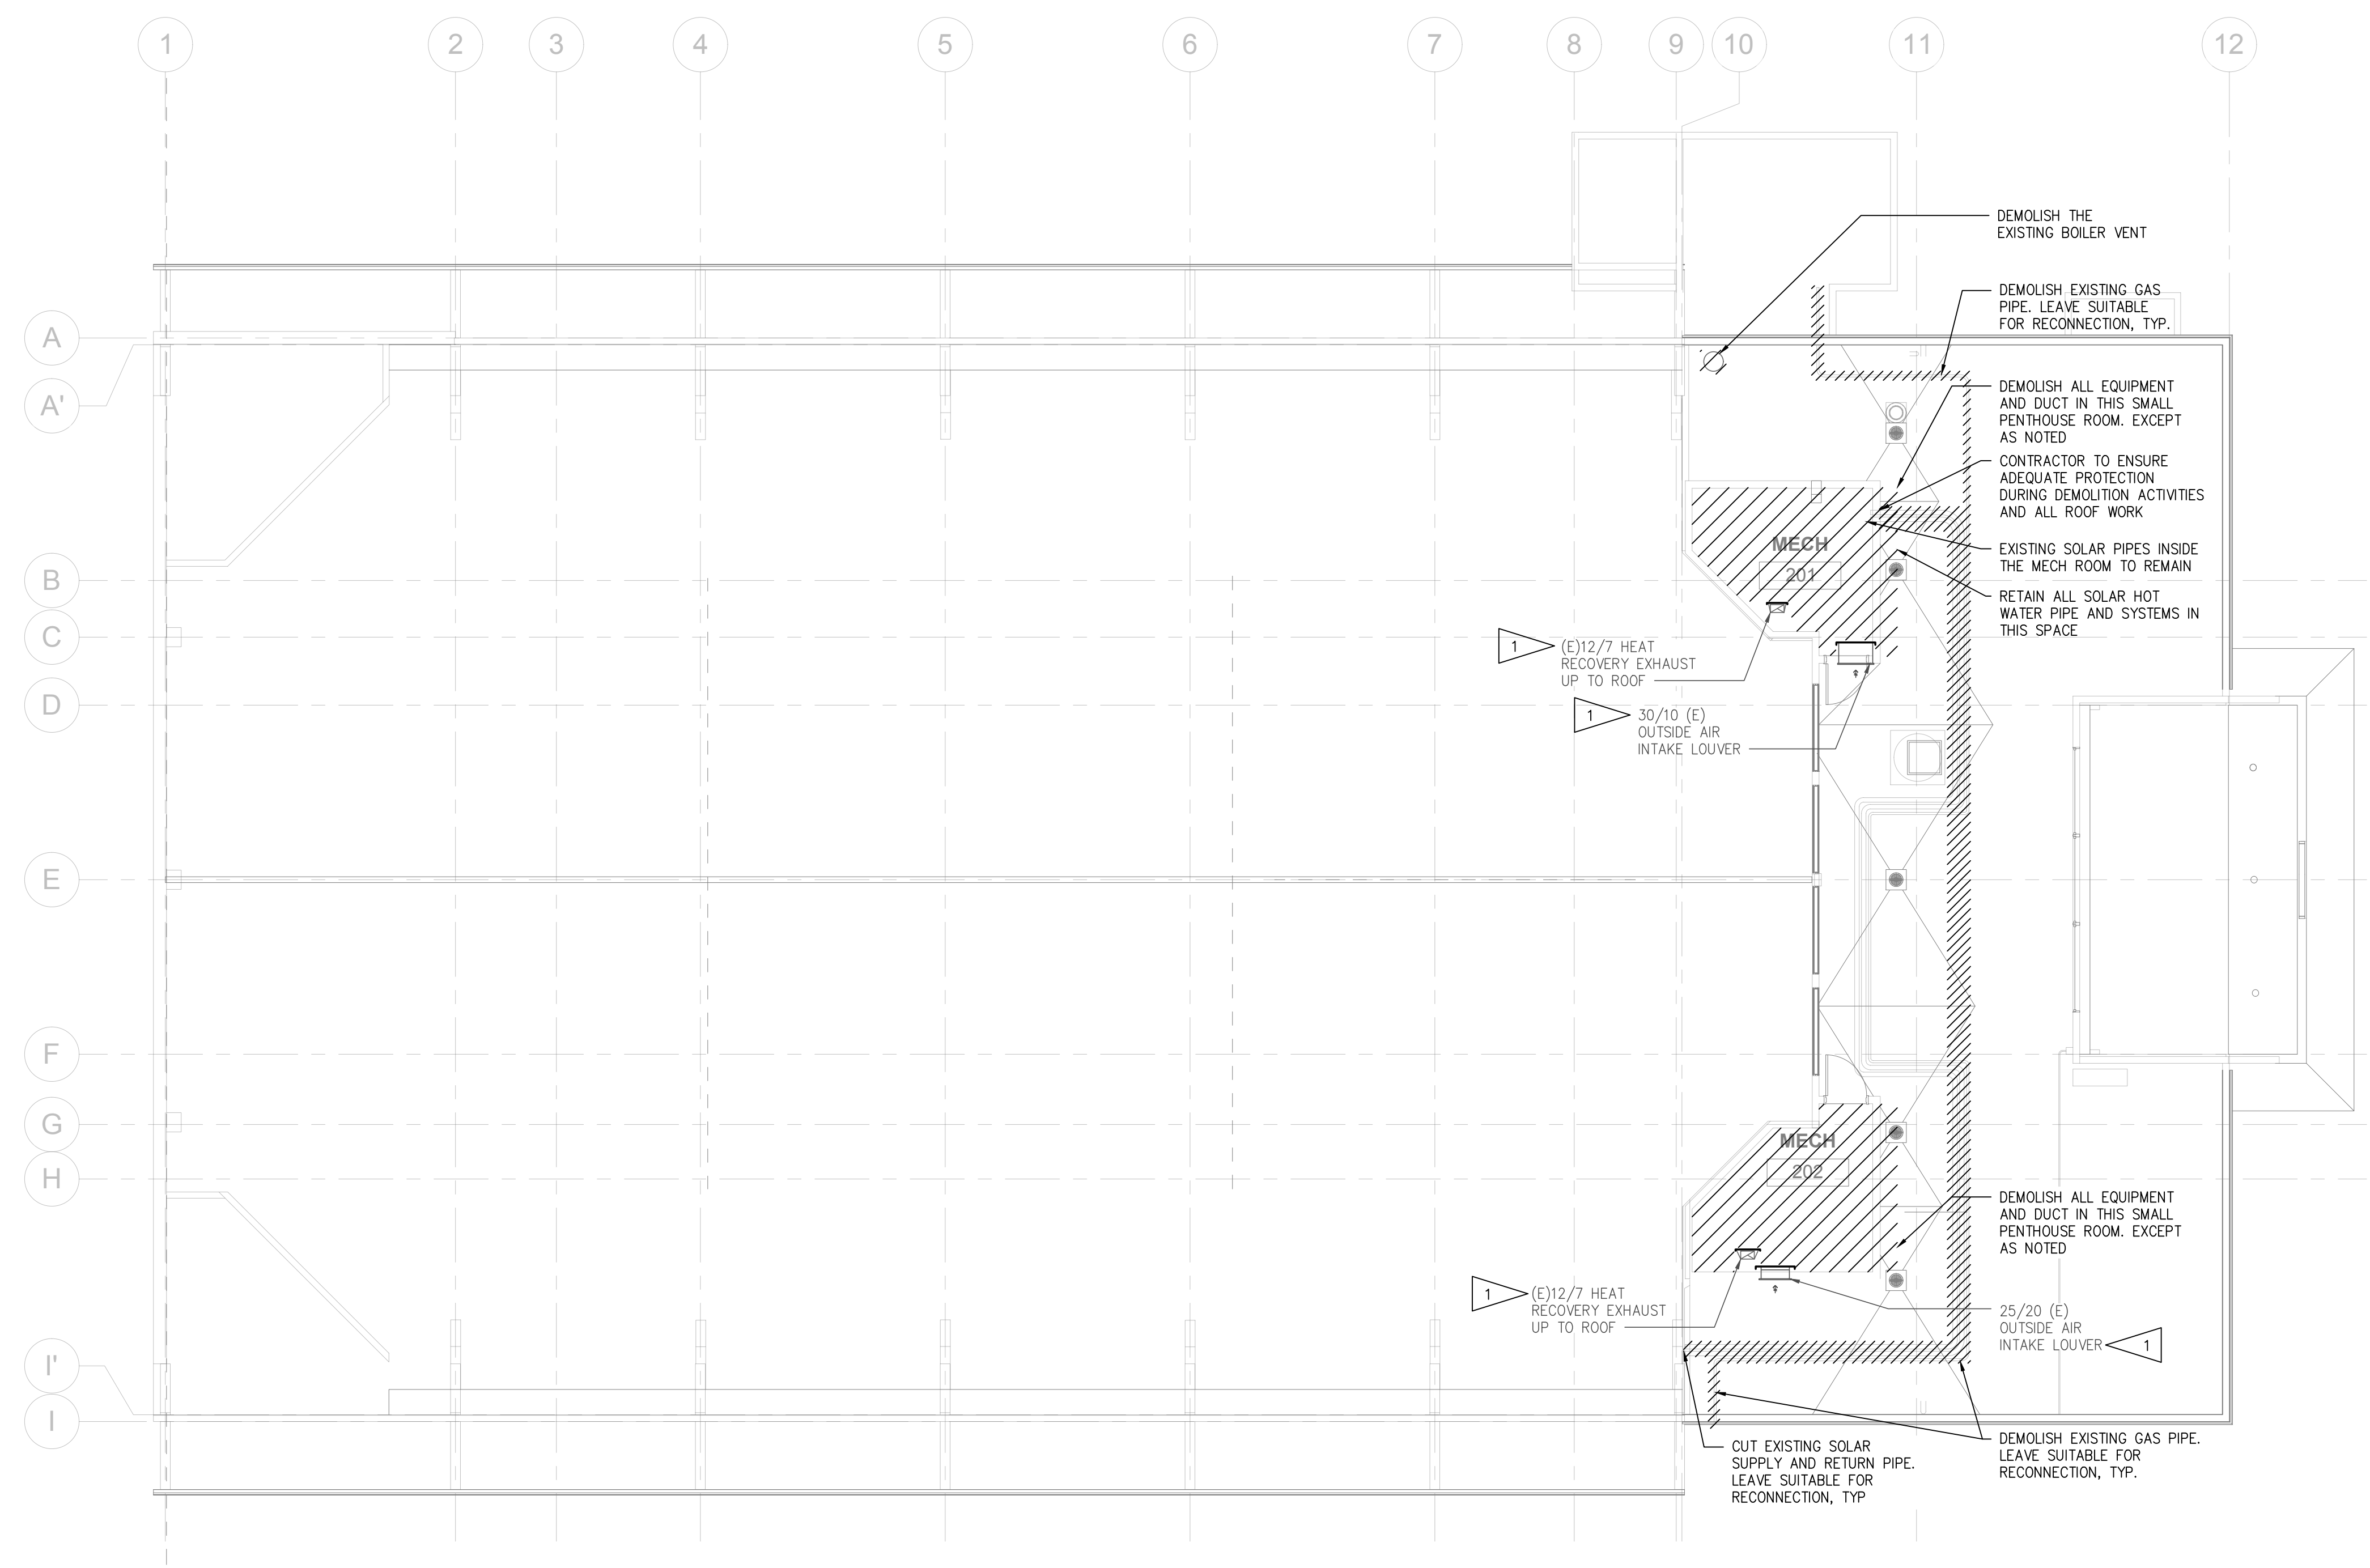 1
2
3
4
5
6
7
8
9
10
11
12
DEMOLISH THE
EXISTING BOILER VENT
DEMOLISH EXISTING GAS
PIPE. LEAVE SUITABLE
FOR RECONNECTION, TYP.
A
A'
DEMOLISH ALL EQUIPMENT
AND DUCT IN THIS SMALL
PENTHOUSE ROOM. EXCEPT
AS NOTED
CONTRACTOR TO ENSURE
ADEQUATE PROTECTION
DURING DEMOLITION ACTIVITIES
AND ALL ROOF WORK
MECH
201
EXISTING SOLAR PIPES INSIDE
THE MECH ROOM TO REMAIN
B
RETAIN ALL SOLAR HOT
WATER PIPE AND SYSTEMS IN
THIS SPACE
C
1
(E)12/7 HEAT
RECOVERY EXHAUST
UP TO ROOF
D
1
30/10 (E)
OUTSIDE AIR
INTAKE LOUVER
E
F
G
MECH
202
H
DEMOLISH ALL EQUIPMENT
AND DUCT IN THIS SMALL
PENTHOUSE ROOM. EXCEPT
AS NOTED
1
(E)12/7 HEAT
RECOVERY EXHAUST
UP TO ROOF
25/20 (E)
OUTSIDE AIR
INTAKE LOUVER
1
I'
I
CUT EXISTING SOLAR
SUPPLY AND RETURN PIPE.
LEAVE SUITABLE FOR
RECONNECTION, TYP
DEMOLISH EXISTING GAS PIPE.
LEAVE SUITABLE FOR
RECONNECTION, TYP.